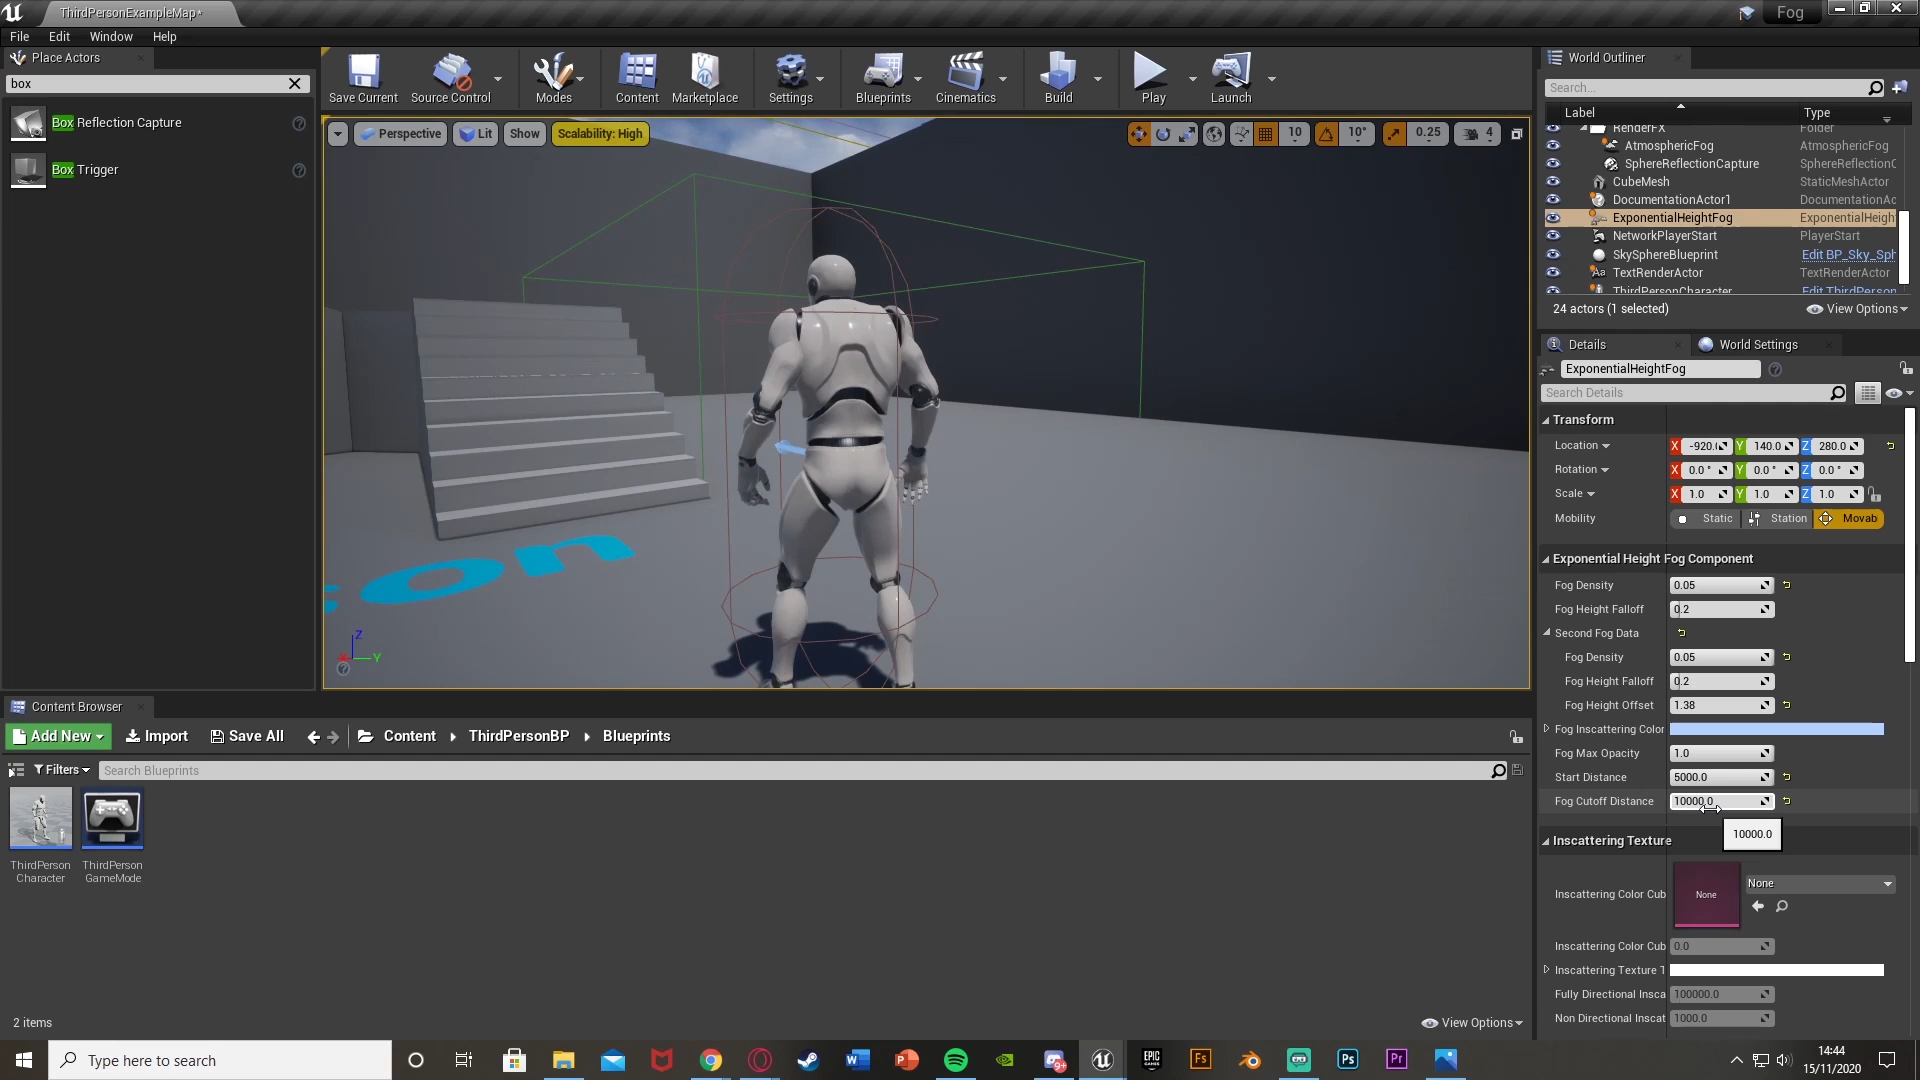 ThirdPersonExampleMap*
Fog
File Edit Window Help
Place Actors
box
Box Reflection Capture
Box Trigger
Save Current
Source Control
Modes
Content
Marketplace
Settings
Blueprints
Cinematics
Build
Play
Launch
Perspective
Lit
Show
Scalability: High
10
10°
0.25
4
on
Z
Y
World Outliner
Search...
Label Type
RenderFX Folder
AtmosphericFog AtmosphericFog
SphereReflectionCapture SphereReflectionC
CubeMesh StaticMeshActor
DocumentationActor1 DocumentationAc
ExponentialHeightFog ExponentialHeigh
NetworkPlayerStart PlayerStart
SkySphereBlueprint Edit BP_Sky_Sph
TextRenderActor TextRenderActor
ThirdPersonCharacter Edit ThirdPerson
24 actors (1 selected)
View Options
Details
World Settings
ExponentialHeightFog
Search Details
Transform
Location X -920.( Y 140.0 Z 280.0
Rotation X 0.0 ° Y 0.0 ° Z 0.0 °
Scale X 1.0 Y 1.0 Z 1.0
Mobility Static Station Movab
Exponential Height Fog Component
Fog Density 0.05
Fog Height Falloff 0.2
Second Fog Data
Fog Density 0.05
Fog Height Falloff 0.2
Fog Height Offset 1.38
Fog Inscattering Color
Fog Max Opacity 1.0
Start Distance 5000.0
Fog Cutoff Distance 10000.0
10000.0
Inscattering Texture
Inscattering Color Cub None None
Inscattering Color Cub 0.0
Inscattering Texture T
Fully Directional Insca 100000.0
Non Directional Inscat 1000.0
Content Browser
Add New
Import
Save All
Content
ThirdPersonBP
Blueprints
Filters
Search Blueprints
ThirdPerson
Character
ThirdPerson
GameMode
2 items
View Options
Type here to search
EPIC
GAMES
Fs
Ps
Pr
14:44
15/11/2020